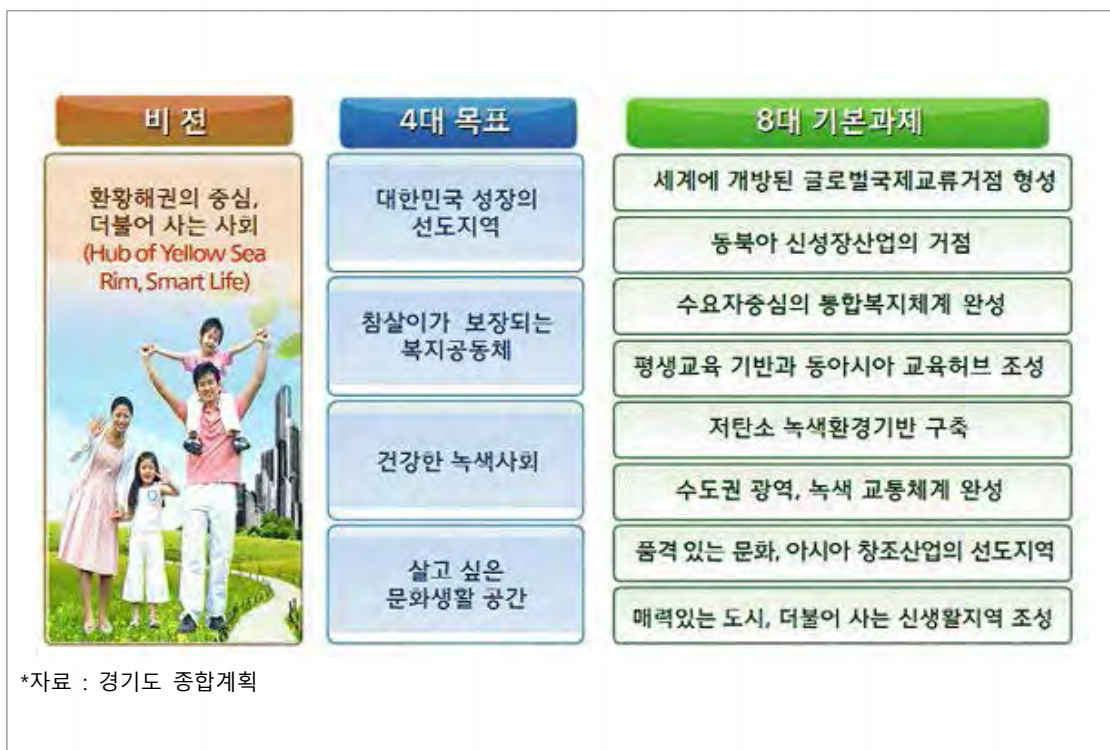 비 전
환황해권의 중심,
더불어 사는 사회
(Hub of Yellow Sea
Rim, Smart Life)
4대 목표
대한민국 성장의
선도지역
참살이가 보장되는
복지공동체
건강한 녹색사회
살고 싶은
문화생활 공간
8대 기본과제
세계에 개방된 글로벌국제교류거점 형성
동북아 신성장산업의 거점
수요자중심의 통합복지체계 완성
평생교육 기반과 동아시아 교육허브 조성
저탄소 녹색환경기반 구축
수도권 광역, 녹색 교통체계 완성
품격 있는 문화, 아시아 창조산업의 선도지역
매력있는 도시, 더불어 사는 신생활지역 조성
*자료 : 경기도 종합계획